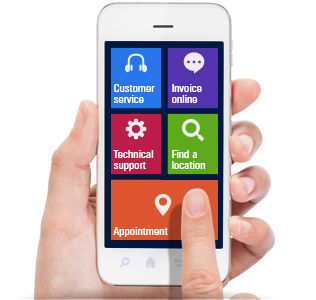 Customer
service
Invoice
online
Technical
support
Find a
location
Appointment